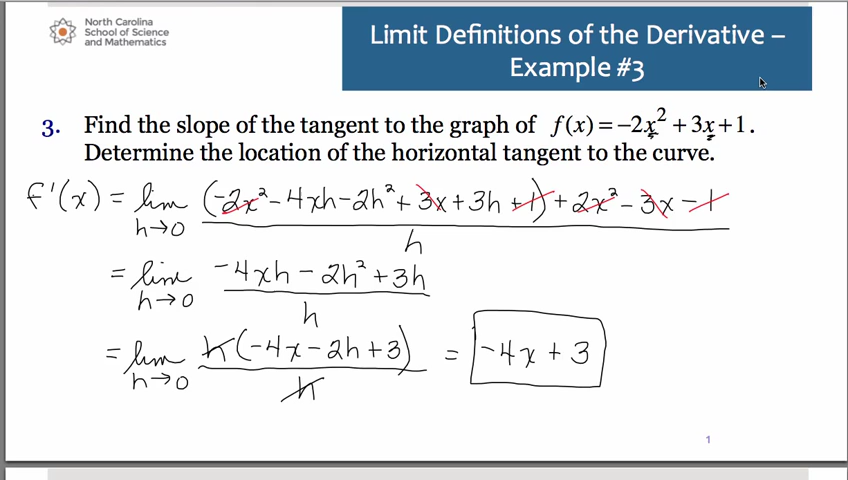 North Carolina
School of Science
and Mathematics
Limit Definitions of the Derivative –
Example #3
3. Find the slope of the tangent to the graph of f(x) = −2x² + 3x + 1.
Determine the location of the horizontal tangent to the curve.
f'(x) = lim h→0 (-2x² - 4xh - 2h² + 3x + 3h + 1) + 2x² - 3x - 1 / h
= lim h→0 -4xh - 2h² + 3h / h
= lim h→0 h(-4x - 2h + 3) / h = -4x + 3
1